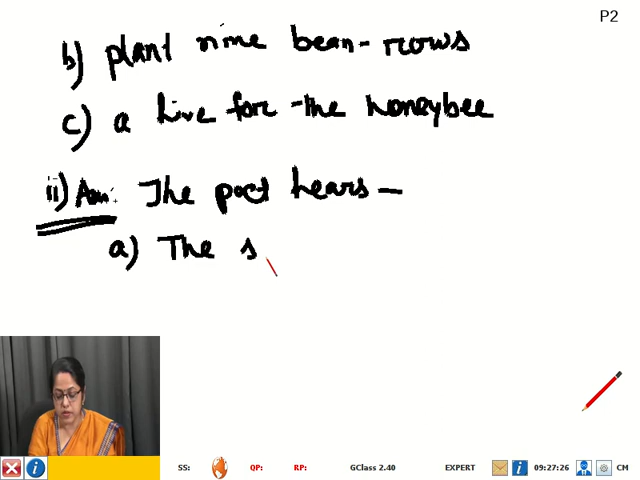 P2
b) plant nine bean-rows
c) a hive for the honeybee
ii) Ans: The poet hears —
a) The s
SS: QP: RP: GClass 2.40 EXPERT 09:27:26 CM